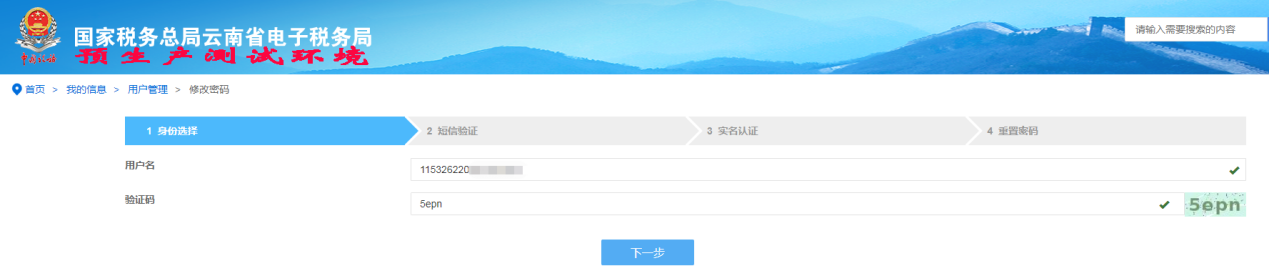 国家税务总局云南省电子税务局
预生产测试环境
中国税务
请输入需要搜索的内容
首页 > 我的信息 > 用户管理 > 修改密码
1 身份选择
2 短信验证
3 实名认证
4 重置密码
用户名
115326220
验证码
5epn
5epn
下一步